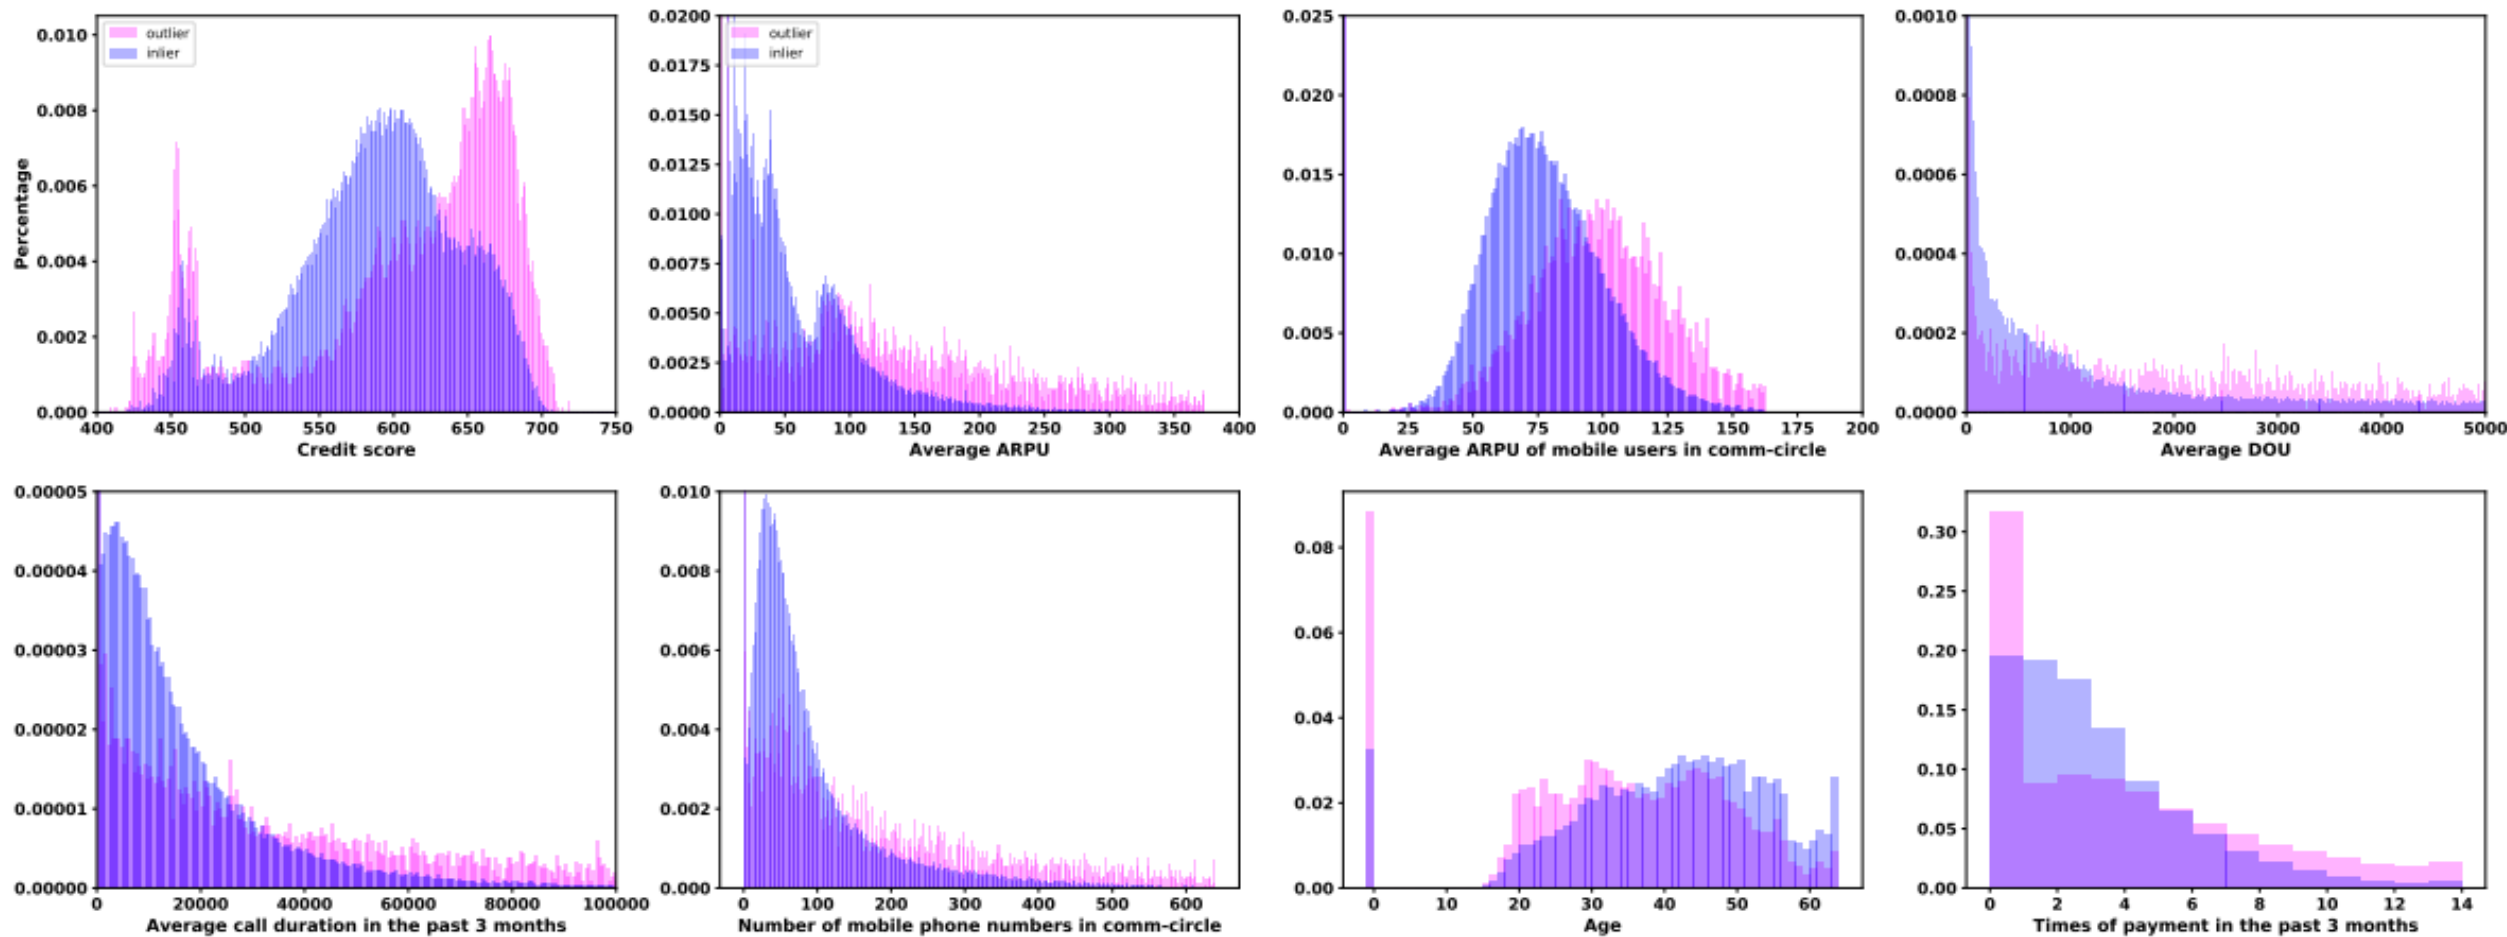 outlier
inlier
Percentage
0.010
0.008
0.006
0.004
0.002
0.000
400 450 500 550 600 650 700 750
Credit score
outlier
inlier
0.0200
0.0175
0.0150
0.0125
0.0100
0.0075
0.0050
0.0025
0.0000
0 50 100 150 200 250 300 350 400
Average ARPU
0.025
0.020
0.015
0.010
0.005
0.000
0 25 50 75 100 125 150 175 200
Average ARPU of mobile users in comm-circle
0.0010
0.0008
0.0006
0.0004
0.0002
0.0000
0 1000 2000 3000 4000 5000
Average DOU
0.00005
0.00004
0.00003
0.00002
0.00001
0.00000
0 20000 40000 60000 80000 100000
Average call duration in the past 3 months
0.010
0.008
0.006
0.004
0.002
0.000
0 100 200 300 400 500 600
Number of mobile phone numbers in comm-circle
0.08
0.06
0.04
0.02
0.00
0 10 20 30 40 50 60
Age
0.30
0.25
0.20
0.15
0.10
0.05
0.00
0 2 4 6 8 10 12 14
Times of payment in the past 3 months